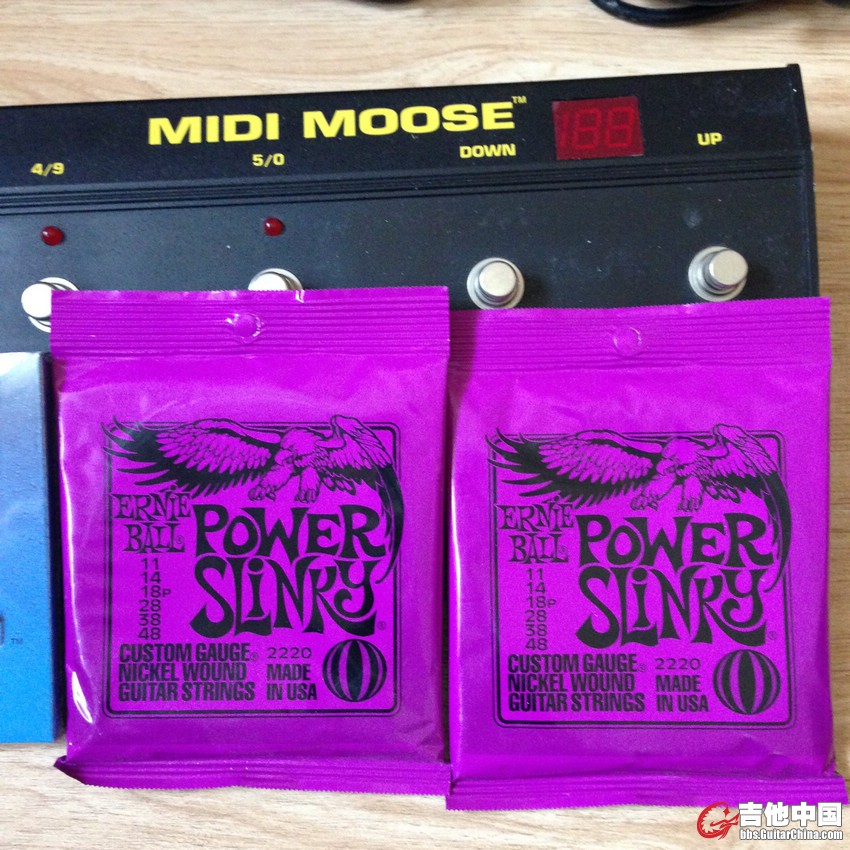 MIDI MOOSE™
188
4/9
5/0
DOWN
UP
ERNIE BALL®
POWER SLINKY®
11
14
18P
28
38
48
CUSTOM GAUGE® 2220
NICKEL WOUND MADE
GUITAR STRINGS IN USA
ERNIE BALL®
POWER SLINKY®
11
14
18P
28
38
48
CUSTOM GAUGE® 2220
NICKEL WOUND MADE
GUITAR STRINGS IN USA
TM
吉他中国
bbs.GuitarChina.com